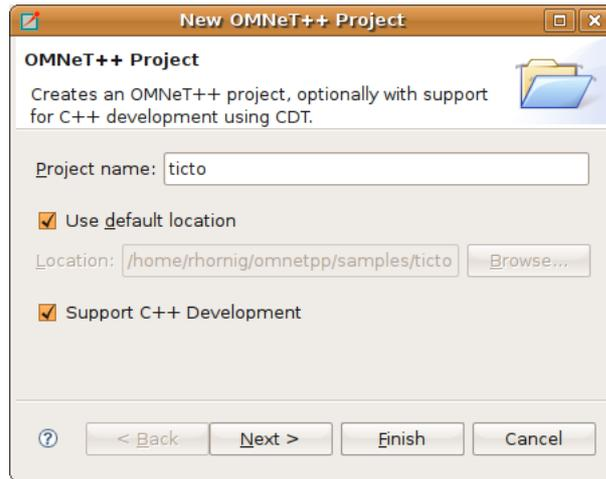 New OMNeT++ Project
OMNeT++ Project
Creates an OMNeT++ project, optionally with support
for C++ development using CDT.
Project name: ticto
Use default location
Location: /home/rhornig/omnetpp/samples/ticto Browse...
Support C++ Development
? < Back Next > Finish Cancel